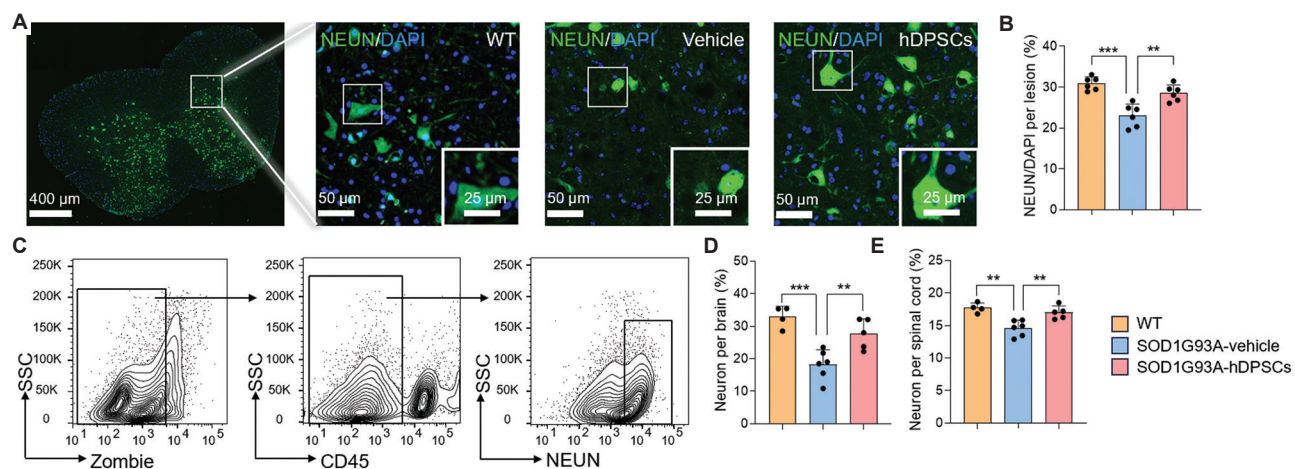 A
NEUN/DAPI WT
NEUN/DAPI Vehicle
NEUN/DAPI hDPSCs
400 µm
50 µm
25 µm
50 µm
25 µm
50 µm
25 µm
B
NEUN/DAPI per lesion (%)
40
30
20
10
0
***
**
C
SSC
250K
200K
150K
100K
50K
0
10 1 10 2 10 3 10 4 10 5
Zombie
SSC
250K
200K
150K
100K
50K
0
10 1 10 2 10 3 10 4 10 5
CD45
SSC
250K
200K
150K
100K
50K
0
10 1 10 2 10 3 10 4 10 5
NEUN
D
Neuron per brain (%)
50
40
30
20
10
0
***
**
E
Neuron per spinal cord (%)
25
20
15
10
5
0
**
**
WT
SOD1G93A-vehicle
SOD1G93A-hDPSCs